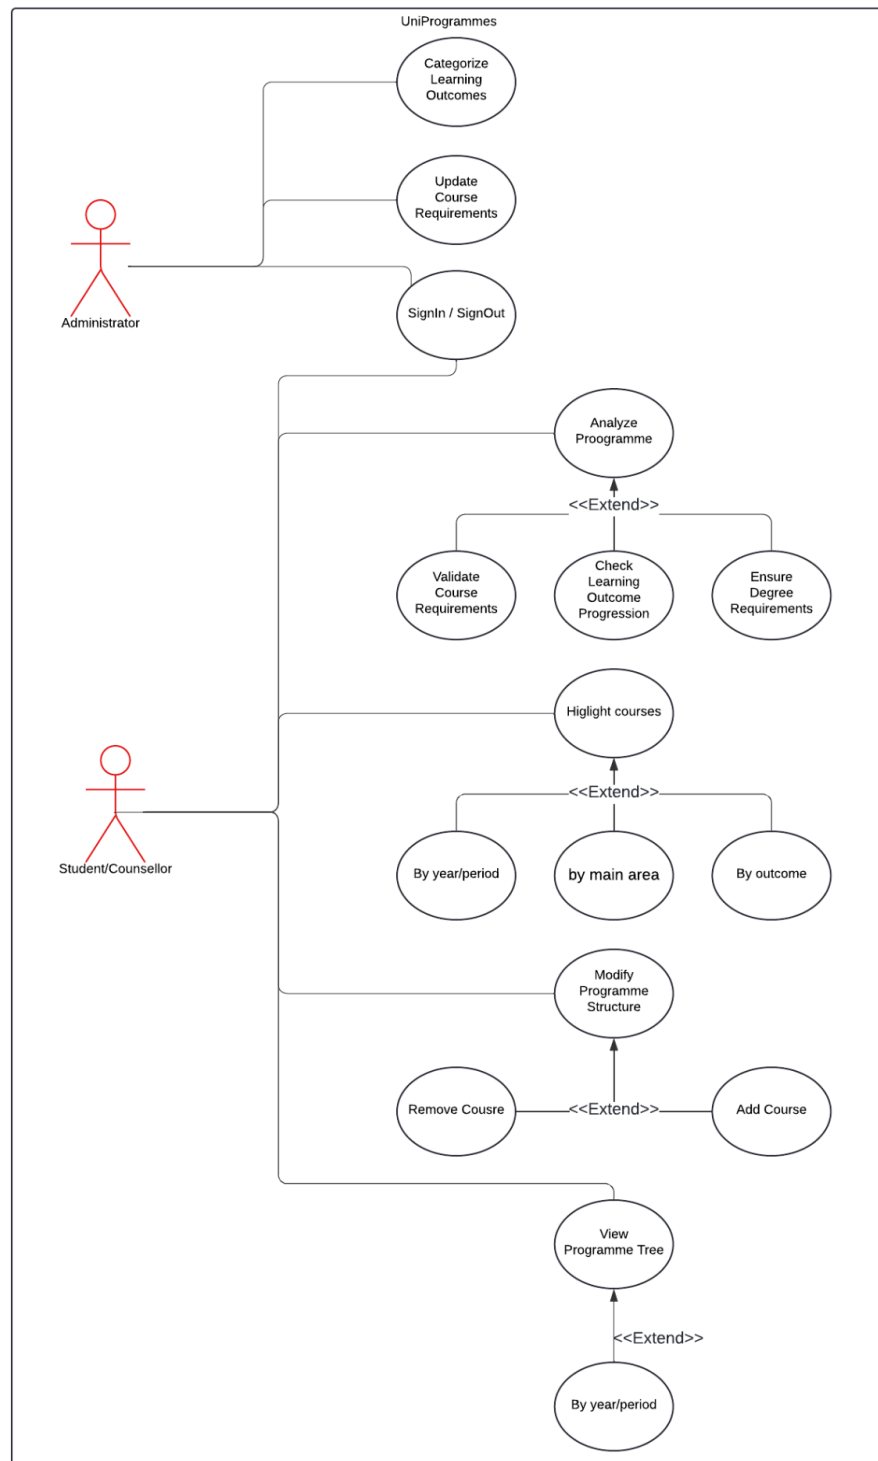 UniProgrammes
Categorize
Learning
Outcomes
Update
Course
Requirements
Administrator
SignIn / SignOut
Analyze
Proogramme
<<Extend>>
Validate
Course
Requirements
Check
Learning
Outcome
Progression
Ensure
Degree
Requirements
Higlight courses
<<Extend>>
By year/period
by main area
By outcome
Student/Counsellor
Modify
Programme
Structure
Remove Cousre
<<Extend>>
Add Course
View
Programme Tree
<<Extend>>
By year/period